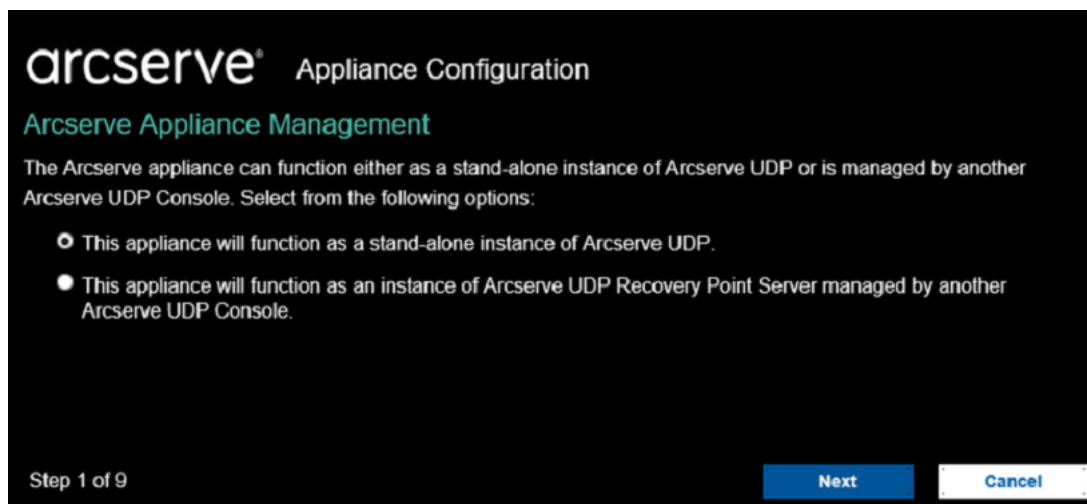 arcserve® Appliance Configuration
Arcserve Appliance Management
The Arcserve appliance can function either as a stand-alone instance of Arcserve UDP or is managed by another
Arcserve UDP Console. Select from the following options:
This appliance will function as a stand-alone instance of Arcserve UDP.
This appliance will function as an instance of Arcserve UDP Recovery Point Server managed by another
Arcserve UDP Console.
Step 1 of 9 Next Cancel